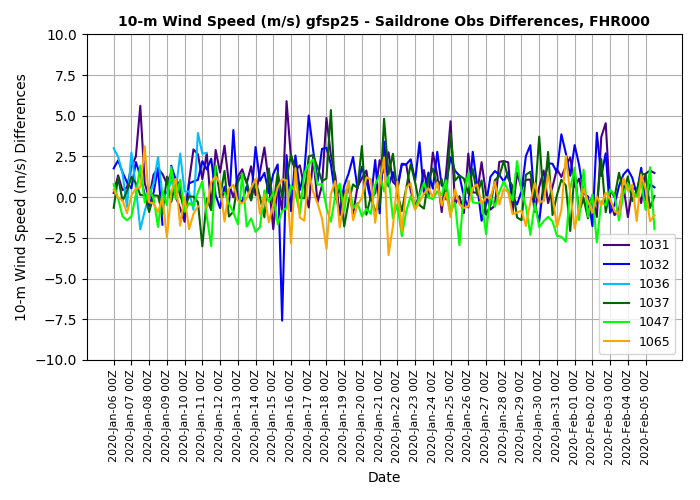 10-m Wind Speed (m/s) gfsp25 - Saildrone Obs Differences, FHR000
10-m Wind Speed (m/s) Differences
10.0
7.5
5.0
2.5
0.0
−2.5
−5.0
−7.5
−10.0
1031
1032
1036
1037
1047
1065
2020-Jan-06 00Z
2020-Jan-07 00Z
2020-Jan-08 00Z
2020-Jan-09 00Z
2020-Jan-10 00Z
2020-Jan-11 00Z
2020-Jan-12 00Z
2020-Jan-13 00Z
2020-Jan-14 00Z
2020-Jan-15 00Z
2020-Jan-16 00Z
2020-Jan-17 00Z
2020-Jan-18 00Z
2020-Jan-19 00Z
2020-Jan-20 00Z
2020-Jan-21 00Z
2020-Jan-22 00Z
2020-Jan-23 00Z
2020-Jan-24 00Z
2020-Jan-25 00Z
2020-Jan-26 00Z
2020-Jan-27 00Z
2020-Jan-28 00Z
2020-Jan-29 00Z
2020-Jan-30 00Z
2020-Jan-31 00Z
2020-Feb-01 00Z
2020-Feb-02 00Z
2020-Feb-03 00Z
2020-Feb-04 00Z
2020-Feb-05 00Z
Date